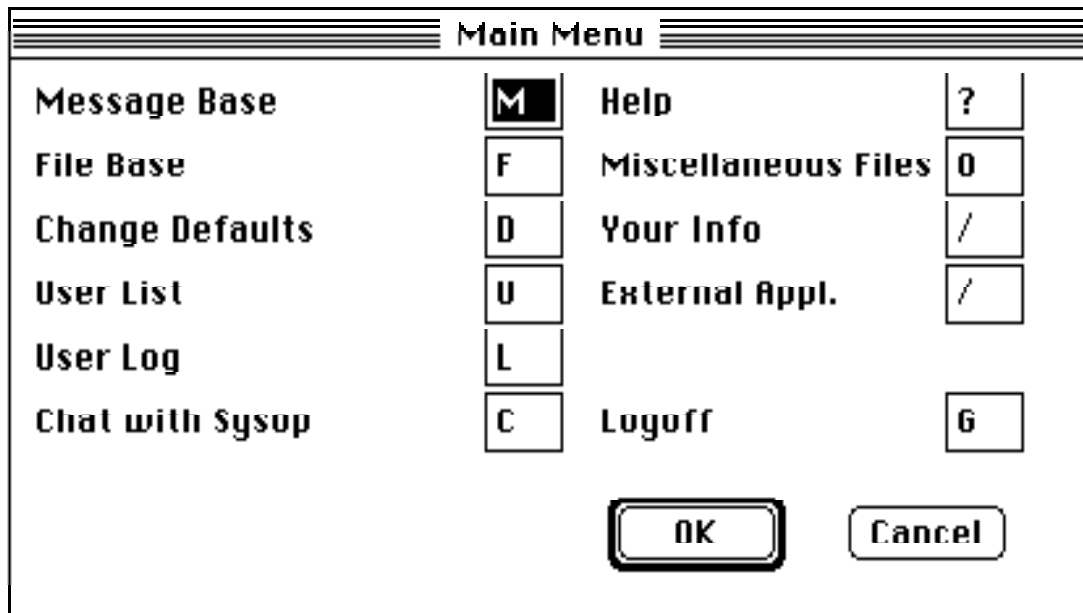 Main Menu
Message Base M Help ?
File Base F Miscellaneous Files O
Change Defaults D Your Info /
User List U External Appl. /
User Log L
Chat with Sysop C Logoff G
OK Cancel